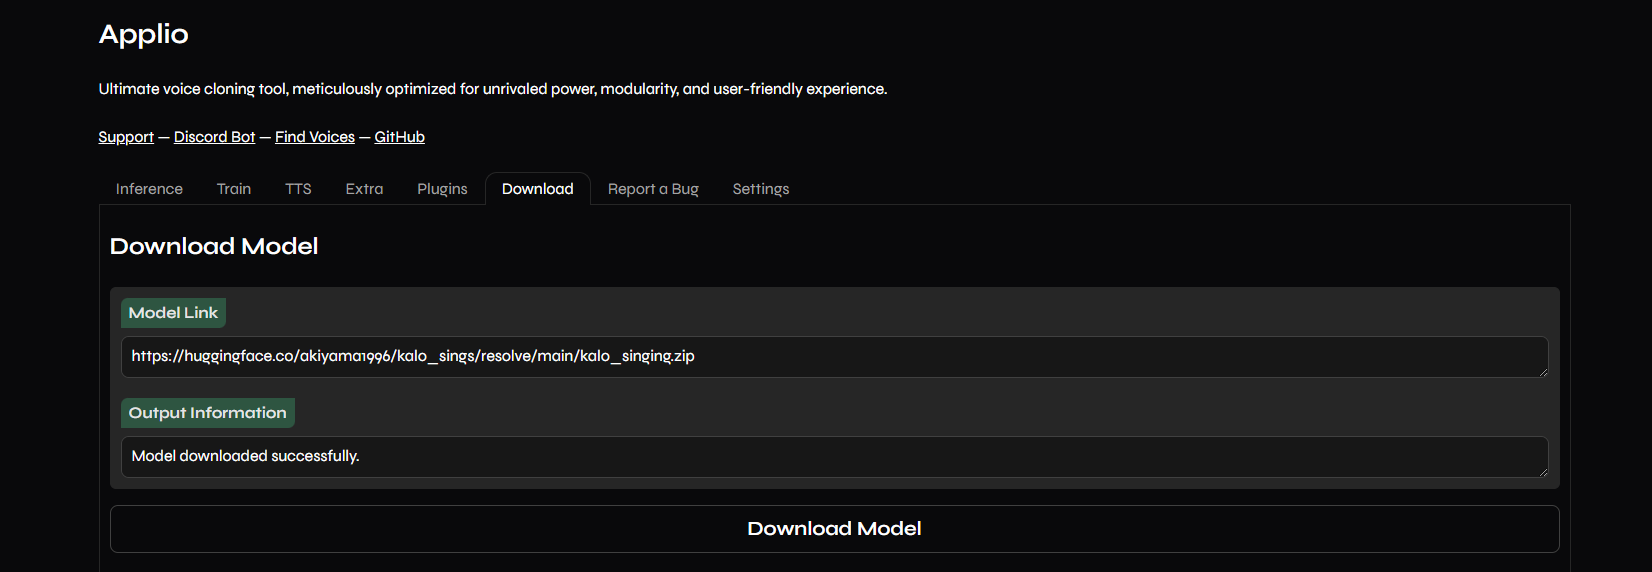 Applio
Ultimate voice cloning tool, meticulously optimized for unrivaled power, modularity, and user-friendly experience.
Support — Discord Bot — Find Voices — GitHub
Inference Train TTS Extra Plugins Download Report a Bug Settings
Download Model
Model Link
https://huggingface.co/akiyama1996/kalo_sings/resolve/main/kalo_singing.zip
Output Information
Model downloaded successfully.
Download Model